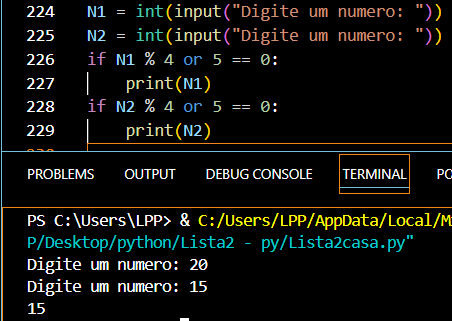 224 N1 = int(input("Digite um numero: "))
225 N2 = int(input("Digite um numero: "))
226 if N1 % 4 or 5 == 0:
227 print(N1)
228 if N2 % 4 or 5 == 0:
229 print(N2)
PROBLEMS OUTPUT DEBUG CONSOLE TERMINAL
PS C:\Users\LPP> & C:/Users/LPP/AppData/Local/M
P/Desktop/python/Lista2 - py/Lista2casa.py"
Digite um numero: 20
Digite um numero: 15
15